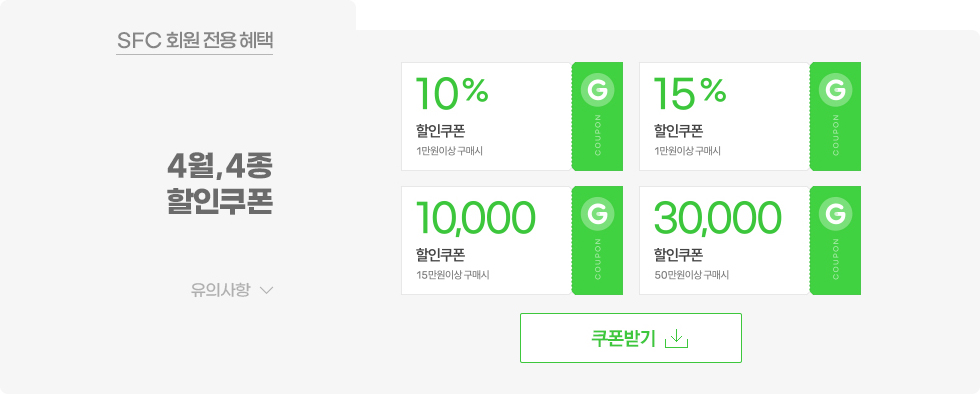 SFC 회원 전용 혜택
4월, 4종
할인쿠폰
유의사항
10%
할인쿠폰
1만원이상 구매시
G
COUPON
15%
할인쿠폰
1만원이상 구매시
G
COUPON
10,000
할인쿠폰
15만원이상 구매시
G
COUPON
30,000
할인쿠폰
50만원이상 구매시
G
COUPON
쿠폰받기